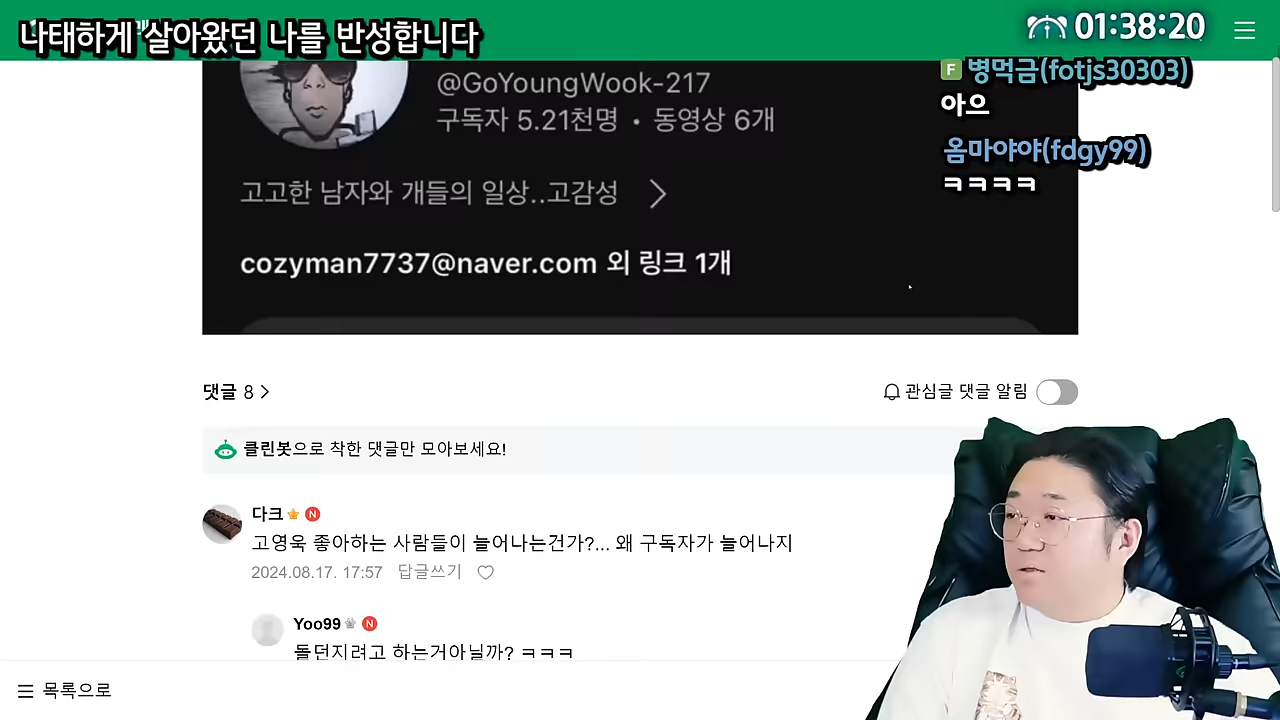 나태하게 살아왔던 나를 반성합니다
01:38:20
F 병먹금(fotjs30303)
아으
옴마야야(fdgy99)
ㅋㅋㅋㅋ
@GoYoungWook-217
구독자 5.21천명 • 동영상 6개
고고한 남자와 개들의 일상..고감성
cozyman7737@naver.com 외 링크 1개
댓글 8
관심글 댓글 알림
클린봇으로 착한 댓글만 모아보세요!
다크 N
고영욱 좋아하는 사람들이 늘어나는건가?... 왜 구독자가 늘어나지
2024.08.17. 17:57 답글쓰기
Yoo99 N
돌던지려고 하는거아닐까? ㅋㅋㅋ
목록으로